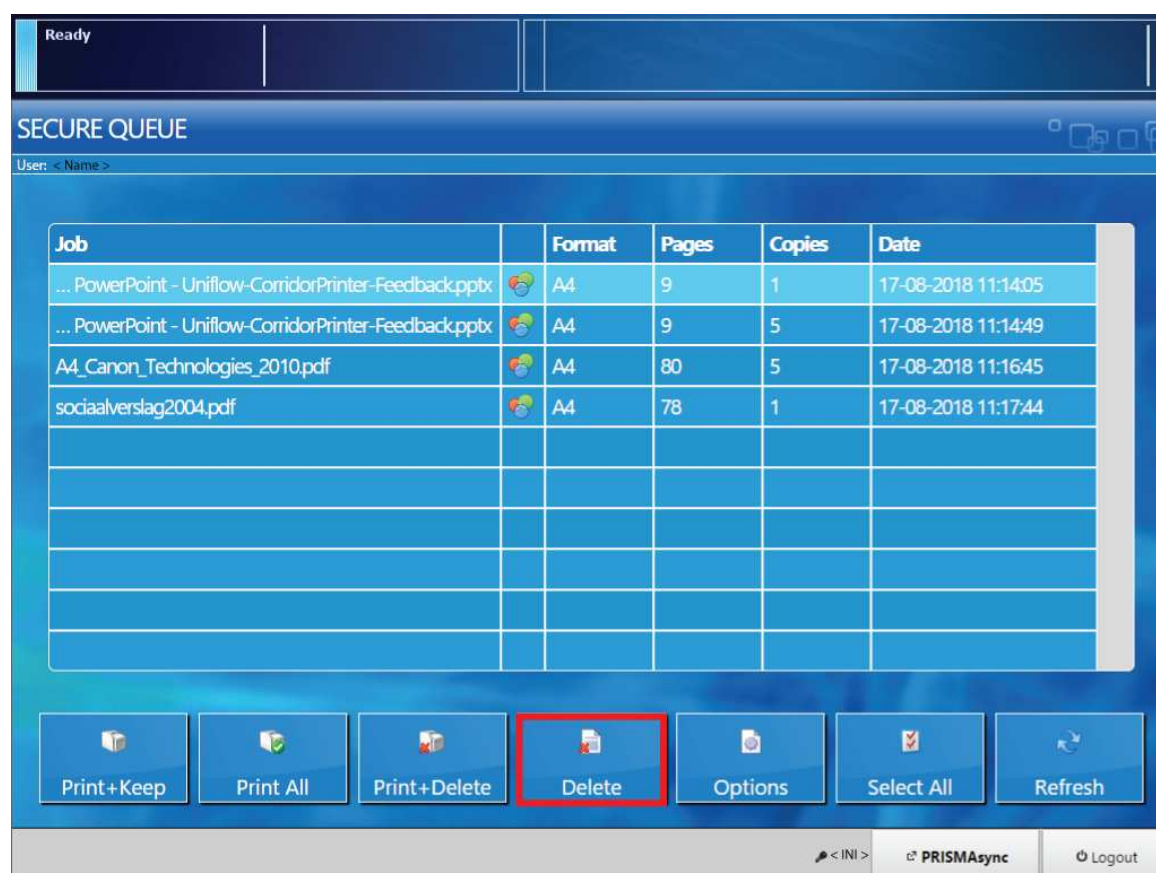 Ready
SECURE QUEUE
User: < Name >
Job Format Pages Copies Date
... PowerPoint - Uniflow-CorridorPrinter-Feedback.pptx A4 9 1 17-08-2018 11:14:05
... PowerPoint - Uniflow-CorridorPrinter-Feedback.pptx A4 9 5 17-08-2018 11:14:49
A4_Canon_Technologies_2010.pdf A4 80 5 17-08-2018 11:16:45
sociaalverslag2004.pdf A4 78 1 17-08-2018 11:17:44
Print+Keep Print All Print+Delete Delete Options Select All Refresh
< INI > PRISMAsync Logout